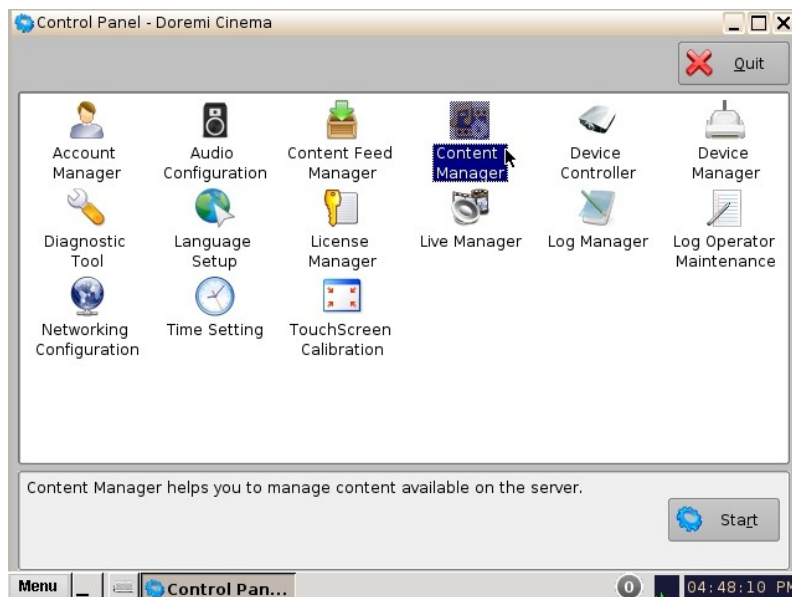 Control Panel - Doremi Cinema
Quit
Account
Manager
Audio
Configuration
Content Feed
Manager
Content
Manager
Device
Controller
Device
Manager
Diagnostic
Tool
Language
Setup
License
Manager
Live Manager
Log Manager
Log Operator
Maintenance
Networking
Configuration
Time Setting
TouchScreen
Calibration
Content Manager helps you to manage content available on the server.
Start
Menu
Control Pan...
0
04:48:10 PM